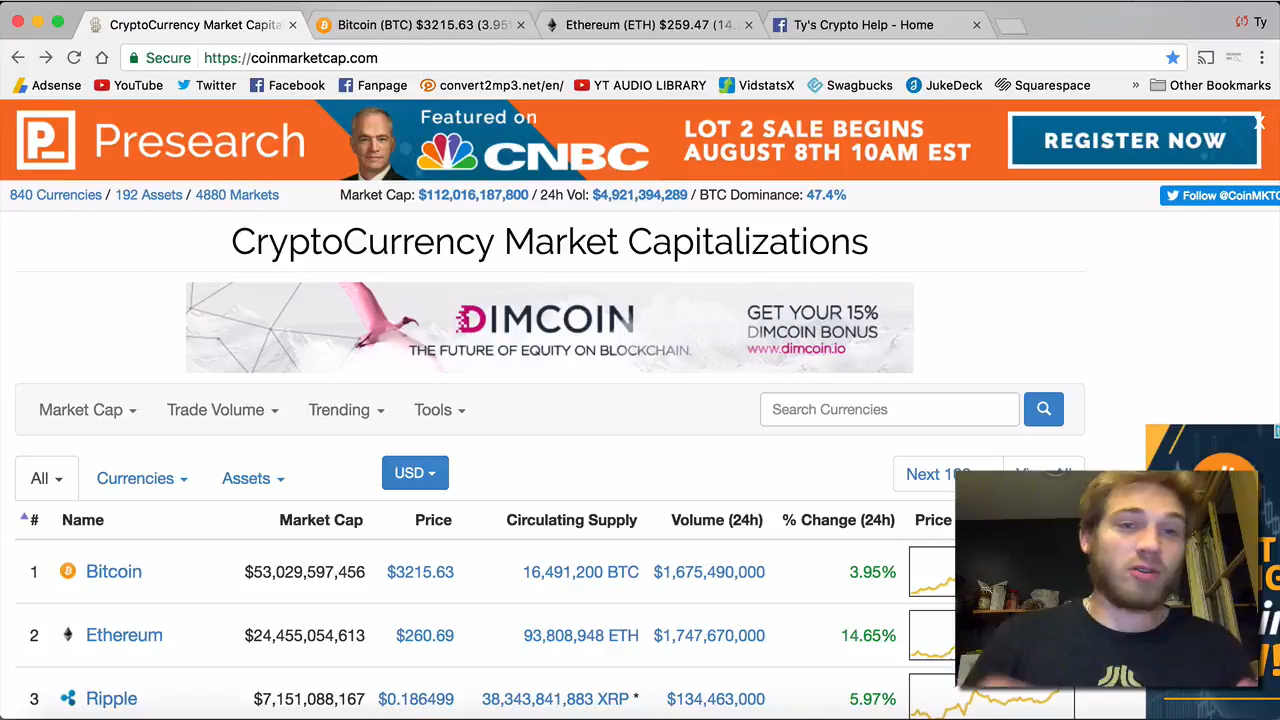 CryptoCurrency Market Capita
Bitcoin (BTC) $3215.63 (3.95%
Ethereum (ETH) $259.47 (14.
Ty's Crypto Help - Home
Ty
Secure https://coinmarketcap.com
Adsense YouTube Twitter Facebook Fanpage convert2mp3.net/en/ YT AUDIO LIBRARY VidstatsX Swagbucks JukeDeck Squarespace » Other Bookmarks
Presearch
Featured on
CNBC
LOT 2 SALE BEGINS
AUGUST 8TH 10AM EST
REGISTER NOW
X
840 Currencies / 192 Assets / 4880 Markets Market Cap: $112,016,187,800 / 24h Vol: $4,921,394,289 / BTC Dominance: 47.4% Follow @CoinMKTC
CryptoCurrency Market Capitalizations
DIMCOIN
THE FUTURE OF EQUITY ON BLOCKCHAIN.
GET YOUR 15%
DIMCOIN BONUS
www.dimcoin.io
Market Cap Trade Volume Trending Tools Search Currencies
All Currencies Assets USD Next 10 View All
# Name Market Cap Price Circulating Supply Volume (24h) % Change (24h) Price
1 Bitcoin $53,029,597,456 $3215.63 16,491,200 BTC $1,675,490,000 3.95%
2 Ethereum $24,455,054,613 $260.69 93,808,948 ETH $1,747,670,000 14.65%
3 Ripple $7,151,088,167 $0.186499 38,343,841,883 XRP * $134,463,000 5.97%